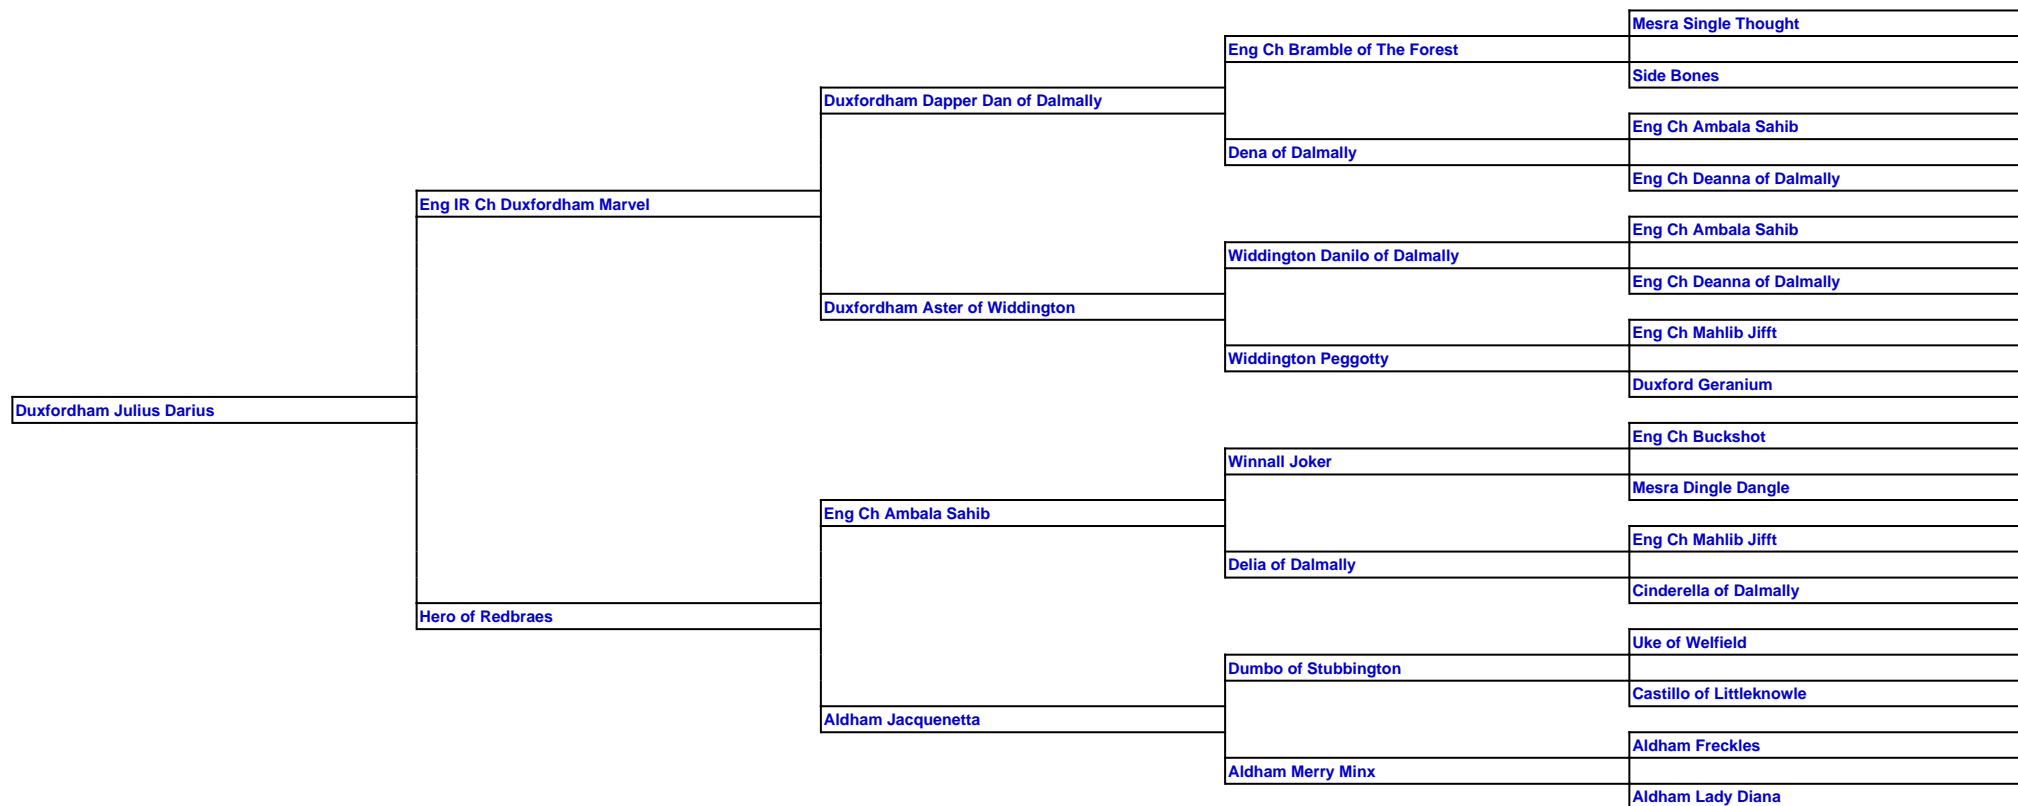 Mesra Single Thought
Eng Ch Bramble of The Forest
Side Bones
Duxfordham Dapper Dan of Dalmally
Eng Ch Ambala Sahib
Dena of Dalmally
Eng Ch Deanna of Dalmally
Eng IR Ch Duxfordham Marvel
Eng Ch Ambala Sahib
Widdington Danilo of Dalmally
Eng Ch Deanna of Dalmally
Duxfordham Aster of Widdington
Eng Ch Mahlib Jifft
Widdington Peggotty
Duxford Geranium
Duxfordham Julius Darius
Eng Ch Buckshot
Winnall Joker
Mesra Dingle Dangle
Eng Ch Ambala Sahib
Eng Ch Mahlib Jifft
Delia of Dalmally
Cinderella of Dalmally
Hero of Redbraes
Uke of Welfield
Dumbo of Stubbington
Castillo of Littleknowle
Aldham Jacquenetta
Aldham Freckles
Aldham Merry Minx
Aldham Lady Diana